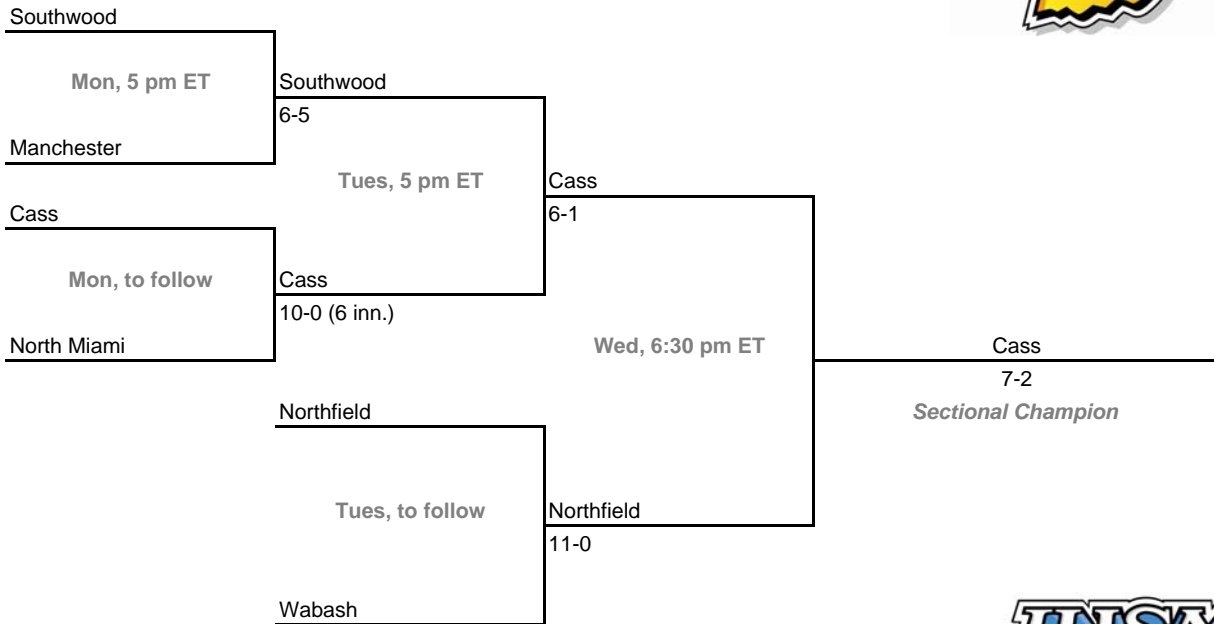 Southwood
Mon, 5 pm ET
Southwood
6-5
Manchester
Tues, 5 pm ET
Cass
Cass
6-1
Mon, to follow
Cass
10-0 (6 inn.)
North Miami
Wed, 6:30 pm ET
Cass
7-2
Northfield
Sectional Champion
Tues, to follow
Northfield
11-0
Wabash